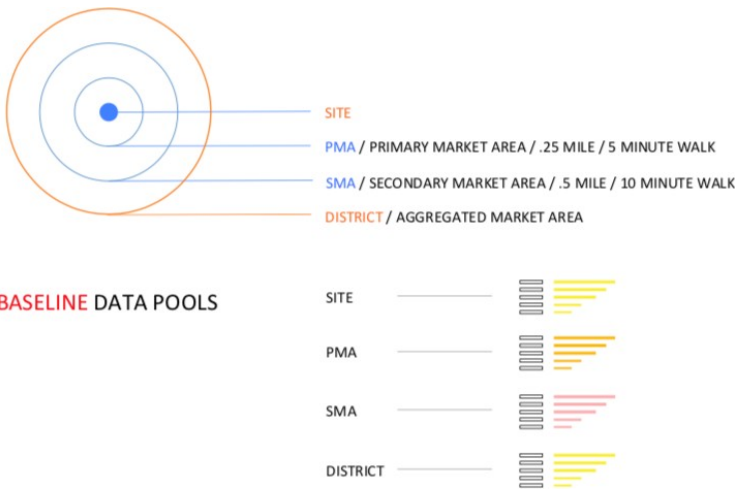 SITE
PMA / PRIMARY MARKET AREA / .25 MILE / 5 MINUTE WALK
SMA / SECONDARY MARKET AREA / .5 MILE / 10 MINUTE WALK
DISTRICT / AGGREGATED MARKET AREA
BASELINE DATA POOLS
SITE
PMA
SMA
DISTRICT